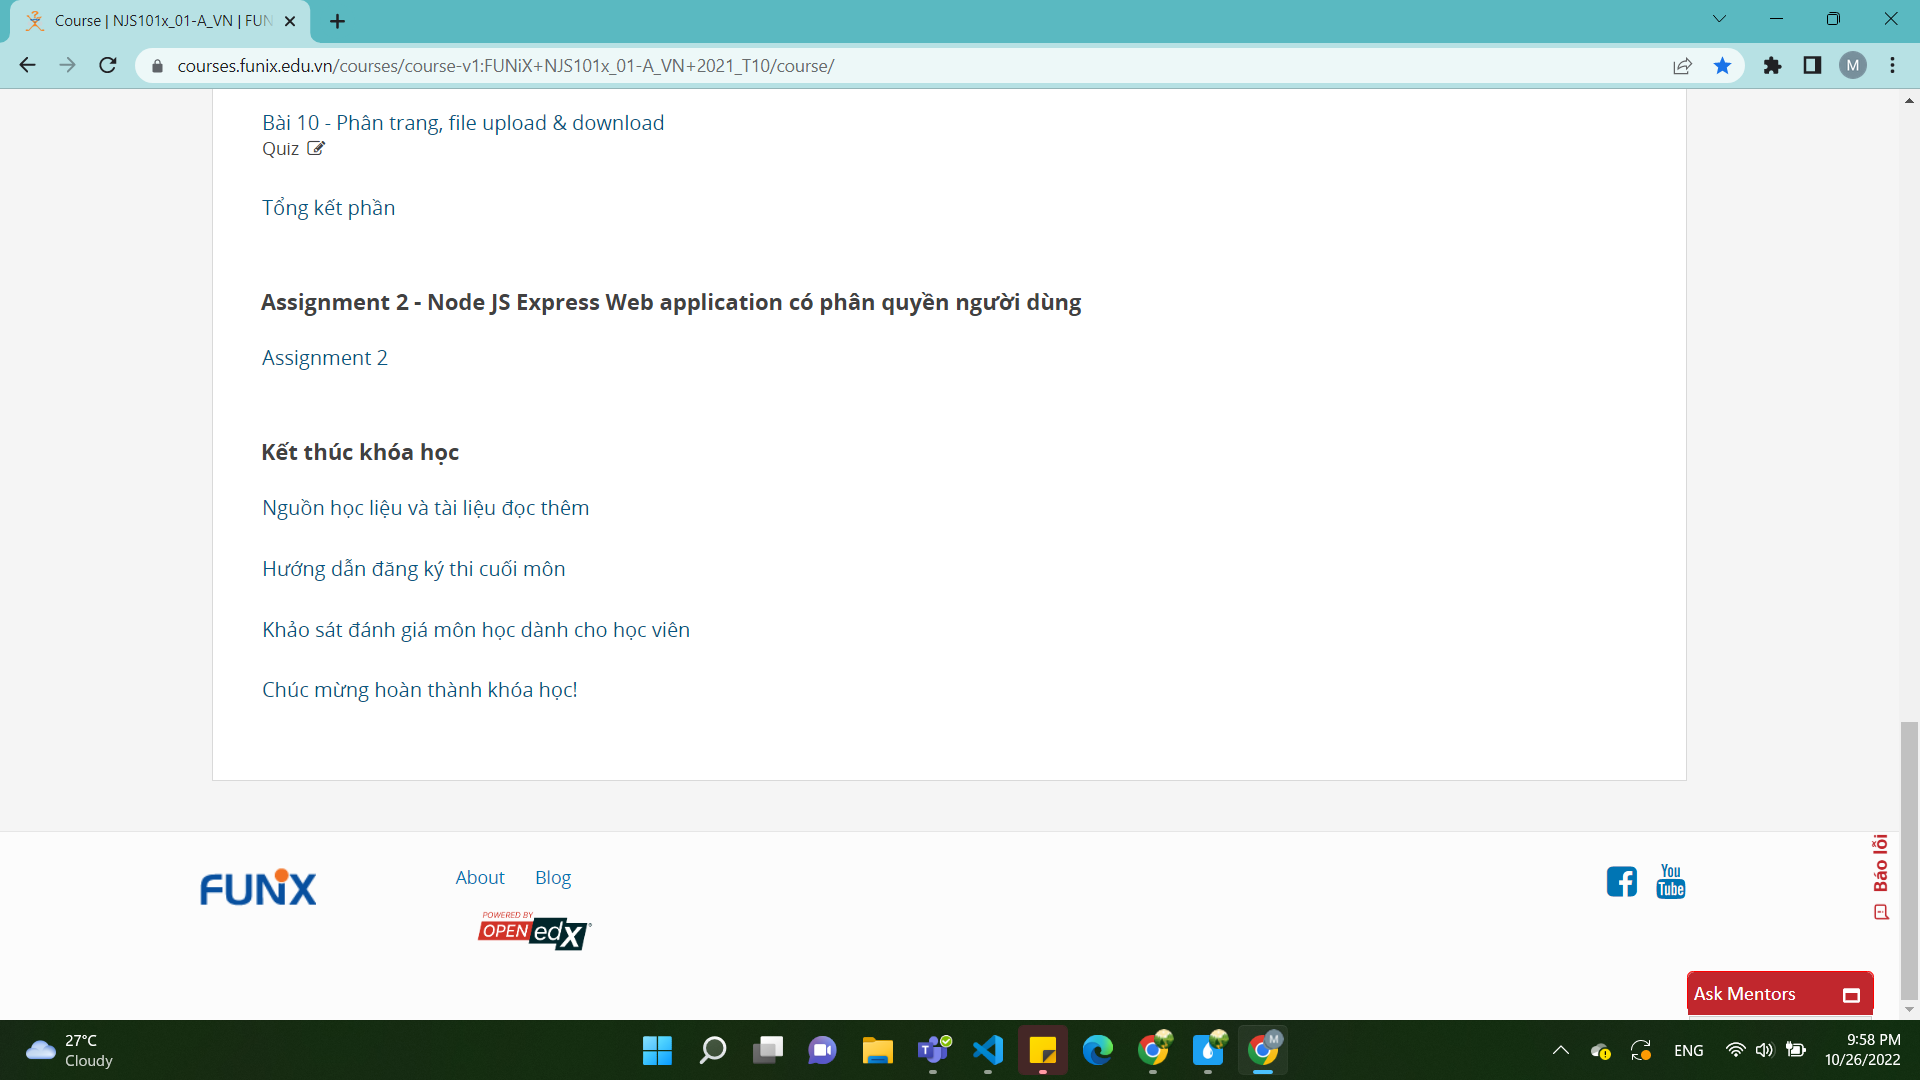 Course | NJS101x_01-A_VN | FUN
courses.funix.edu.vn/courses/course-v1:FUNiX+NJS101x_01-A_VN+2021_T10/course/
M
Bài 10 - Phân trang, file upload & download
Quiz
Tổng kết phần
Assignment 2 - Node JS Express Web application có phân quyền người dùng
Assignment 2
Kết thúc khóa học
Nguồn học liệu và tài liệu đọc thêm
Hướng dẫn đăng ký thi cuối môn
Khảo sát đánh giá môn học dành cho học viên
Chúc mừng hoàn thành khóa học!
FUNiX
About
Blog
POWERED BY
OPEN edX
You
Tube
Báo lỗi
Ask Mentors
27°C
Cloudy
M
ENG
9:58 PM
10/26/2022